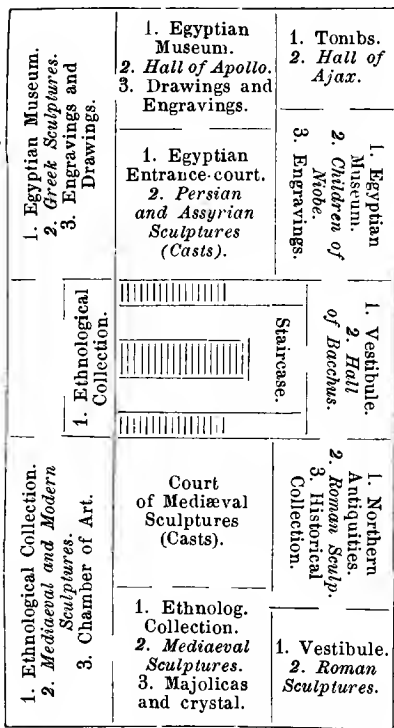 1. Egyptian Museum.
2. Greek Sculptures.
3. Engravings and
Drawings.
1. Egyptian
Museum.
2. Hall of Apollo.
3. Drawings and
Engravings.
1. Tombs.
2. Hall of
Ajax.
1. Egyptian
Entrance-court.
2. Persian
and Assyrian
Sculptures
(Casts).
1. Egyptian
Museum.
2. Children of
Niobe.
3. Engravings.
1. Ethnological
Collection.
Staircase.
1. Vestibule.
2. Hall
of Bacchus.
1. Ethnological Collection.
2. Mediaeval and Modern
Sculptures.
3. Chamber of Art.
Court
of Mediæval
Sculptures
(Casts).
1. Northern
Antiquities.
2. Roman Sculp.
3. Historical
Collection.
1. Ethnolog.
Collection.
2. Mediaeval
Sculptures.
3. Majolicas
and crystal.
1. Vestibule.
2. Roman
Sculptures.